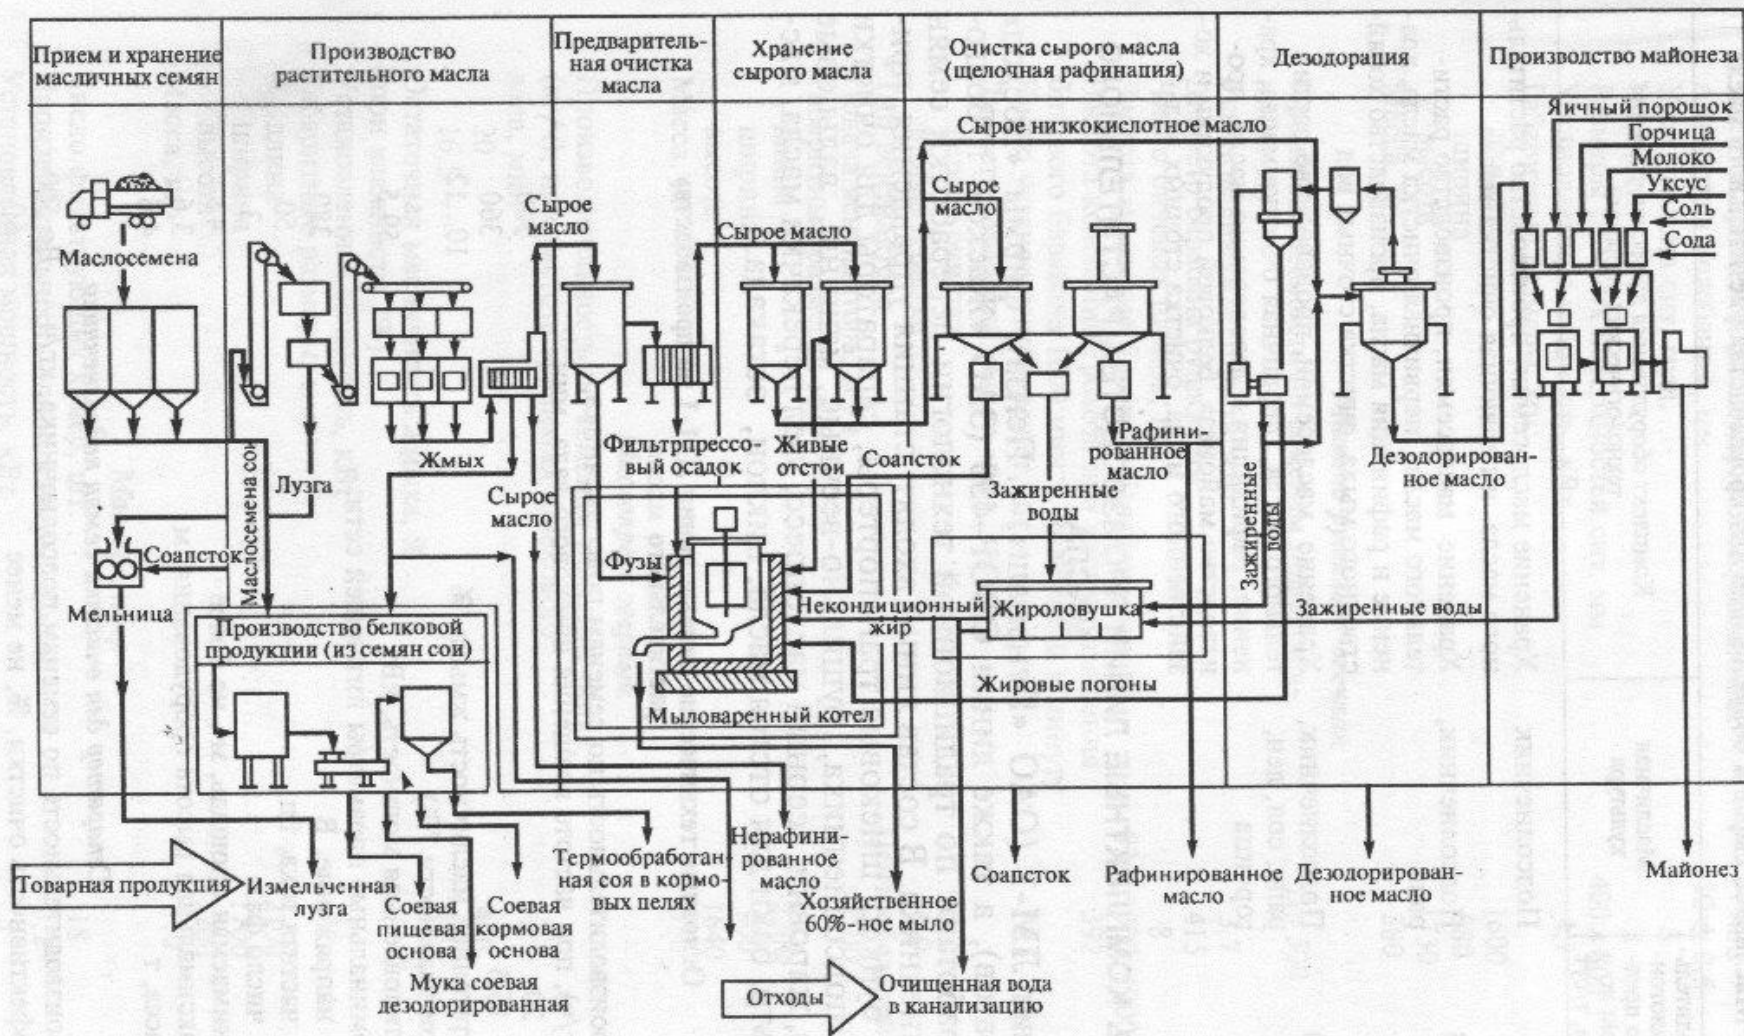 Прием и хранение
масличных семян
Производство
растительного масла
Предваритель-
ная очистка
масла
Хранение
сырого масла
Очистка сырого масла
(щелочная рафинация)
Дезодорация
Производство майонеза
Яичный порошок
Горчица
Молоко
Уксус
Соль
Сода
Сырое низкокислотное масло
Сырое
масло
Сырое
масло
Сырое масло
Маслосемена
Фильтрпрессо-
вый осадок
Живые
отстои
Соапсток
Рафини-
рованное
масло
Дезодорирован-
ное масло
Жмых
Лузга
Маслосемена сои
Сырое
масло
Зажиренные
воды
Зажиренные
воды
Соапсток
Мельница
Фузы
Некондиционный
жир
Жироловушка
Зажиренные воды
Производство белковой
продукции (из семян сои)
Жировые погоны
Мыловаренный котел
Товарная продукция
Измельченная
лузга
Соевая
пищевая
основа
Соевая
кормовая
основа
Мука соевая
дезодорированная
Термообработан-
ная соя в кормо-
вых целях
Нерафини-
рованное
масло
Хозяйственное
60%-ное мыло
Соапсток
Рафинированное
масло
Дезодорирован-
ное масло
Майонез
Отходы
Очищенная вода
в канализацию